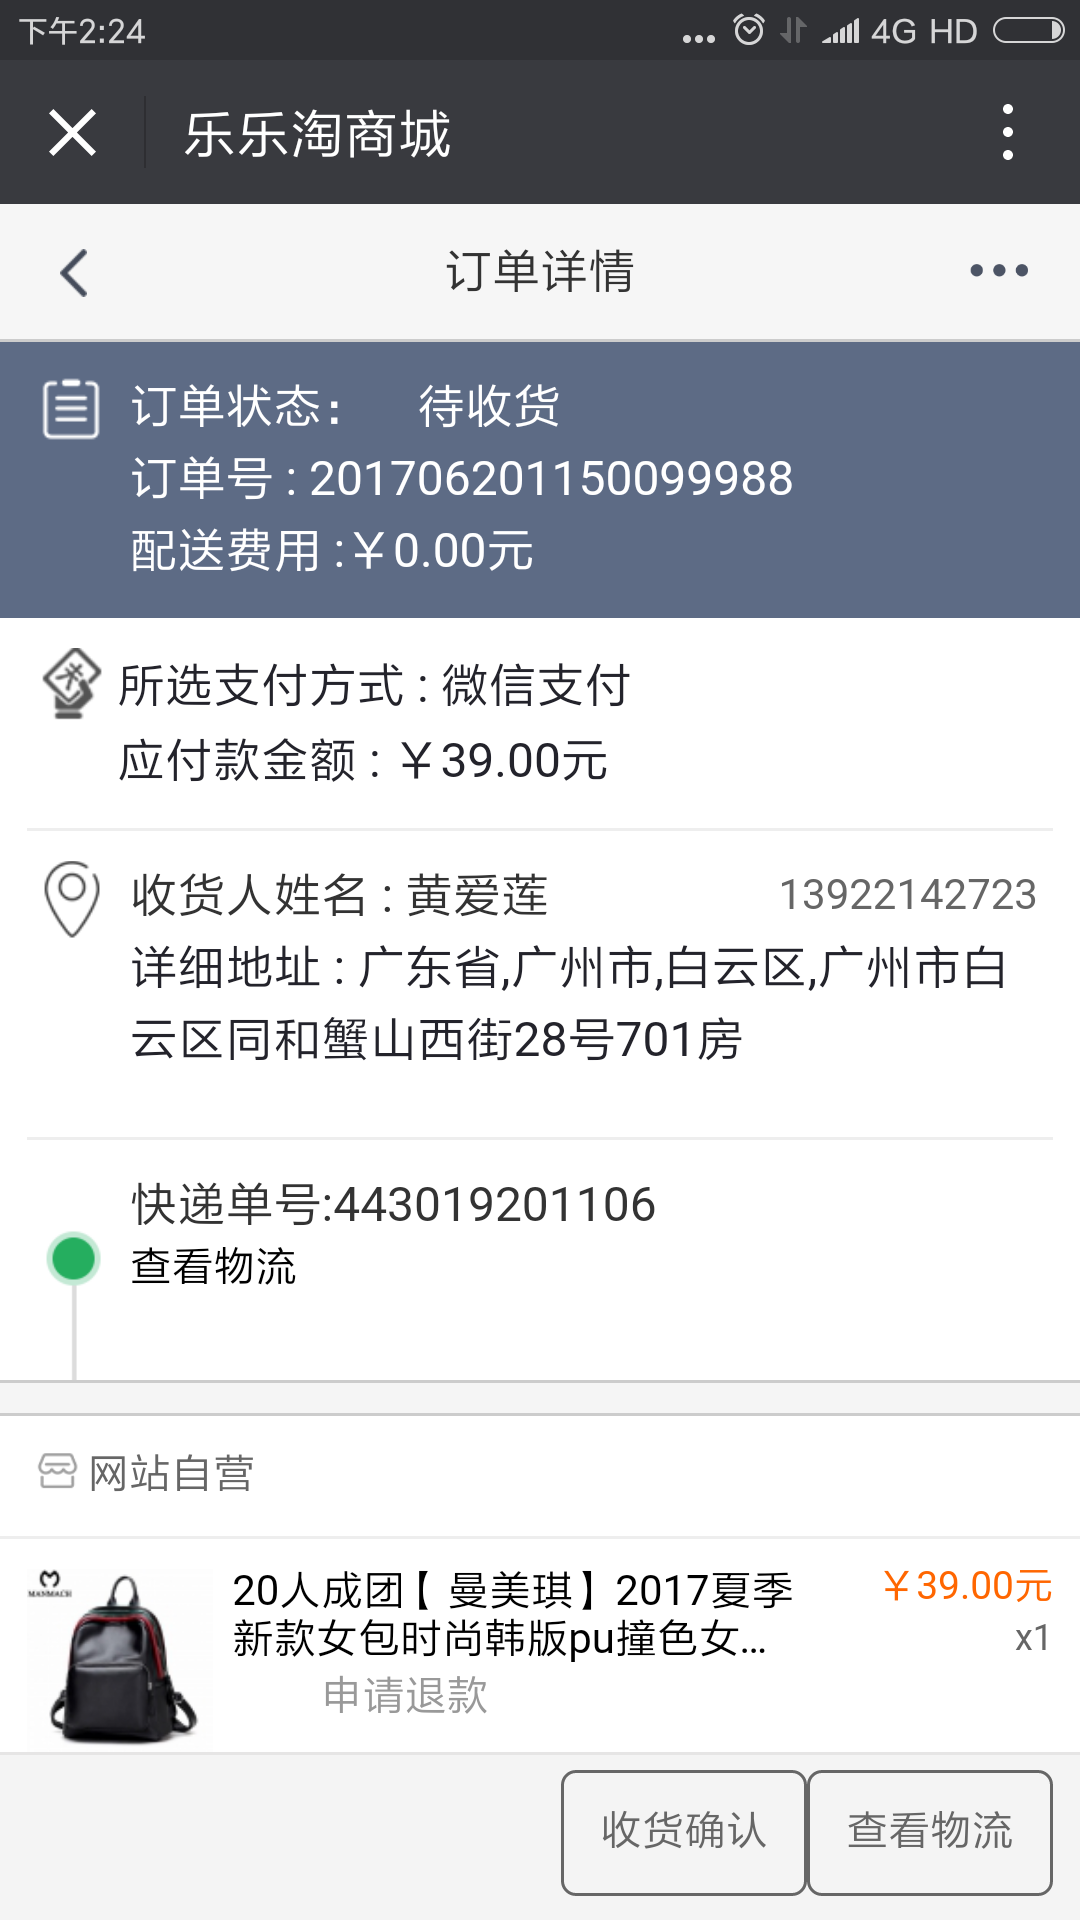 下午2:24
4G HD
乐乐淘商城
订单详情
订单状态： 待收货
订单号 : 201706201150099988
配送费用 :￥0.00元
所选支付方式 : 微信支付
应付款金额 : ￥39.00元
收货人姓名 : 黄爱莲 13922142723
详细地址 : 广东省,广州市,白云区,广州市白
云区同和蟹山西街28号701房
快递单号:443019201106
查看物流
网站自营
MANMACH
20人成团【 曼美琪】2017夏季 ￥39.00元
新款女包时尚韩版pu撞色女... x1
申请退款
收货确认 查看物流